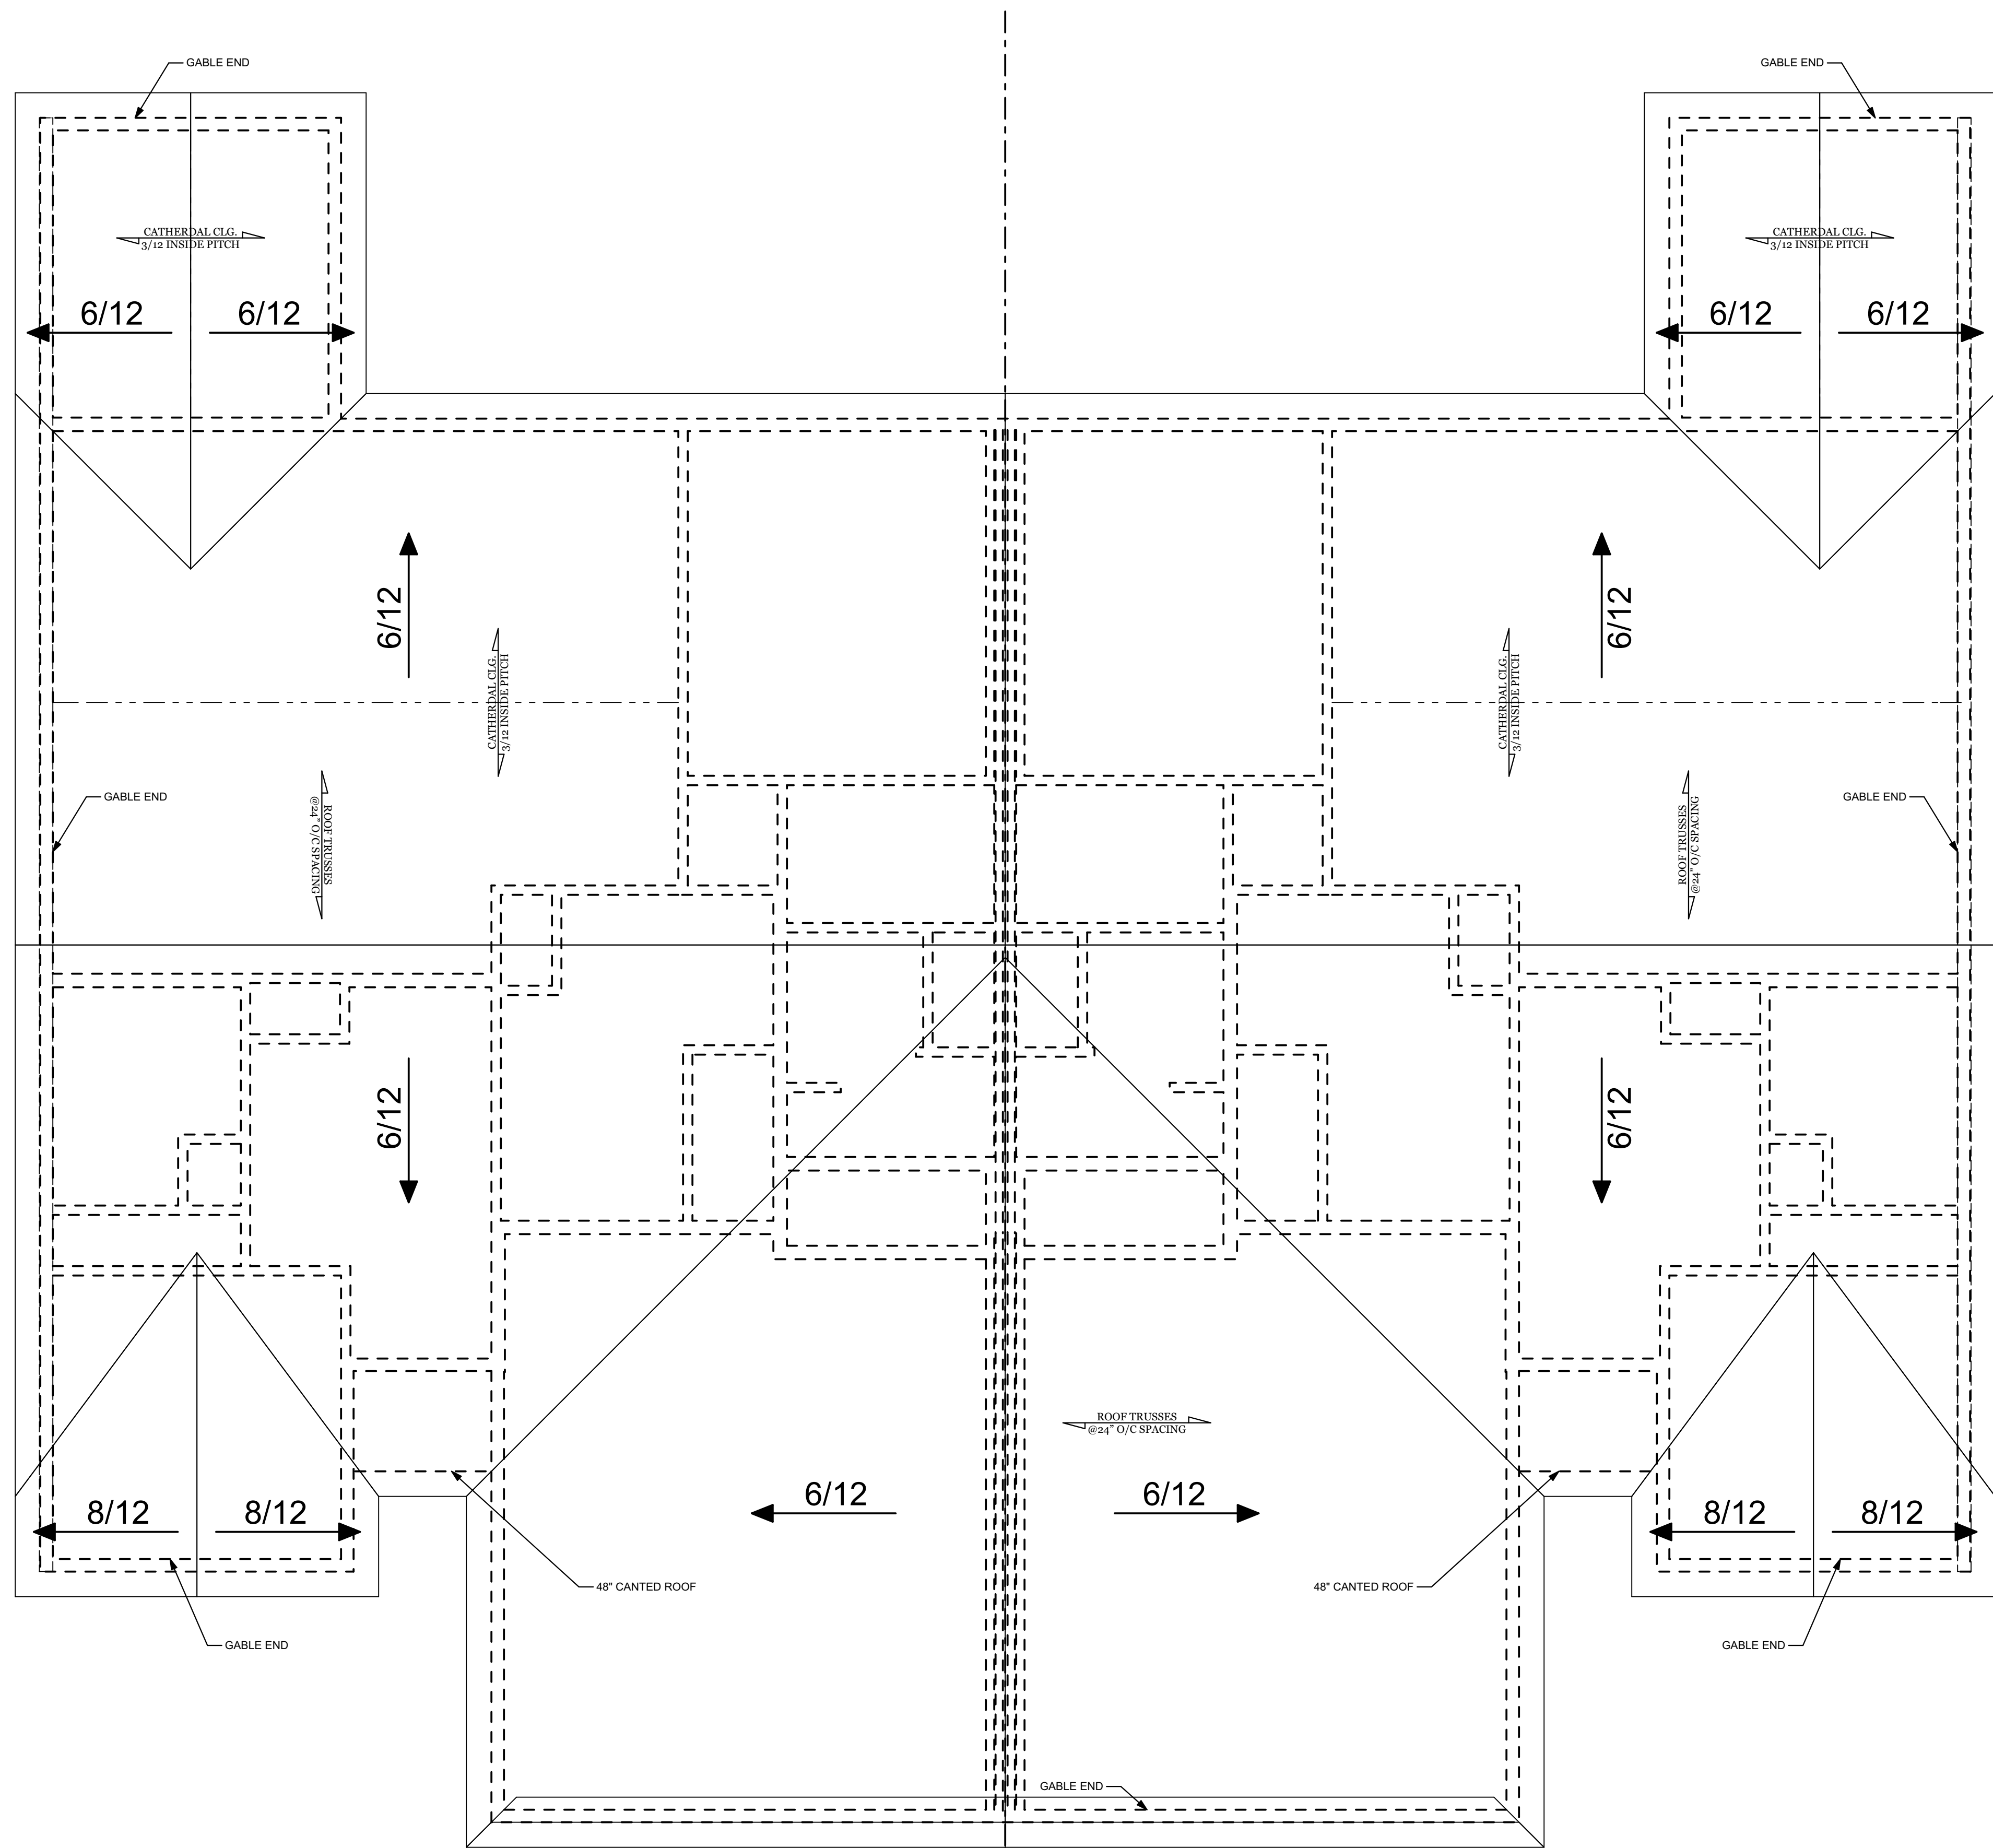 GABLE END
GABLE END
CATHERDAL CLG.
3/12 INSIDE PITCH
CATHERDAL CLG.
3/12 INSIDE PITCH
6/12
6/12
6/12
6/12
6/12
6/12
CATHERDAL CLG.
3/12 INSIDE PITCH
CATHERDAL CLG.
3/12 INSIDE PITCH
GABLE END
GABLE END
ROOF TRUSSES
@24" O/C SPACING
ROOF TRUSSES
@24" O/C SPACING
6/12
6/12
ROOF TRUSSES
@24" O/C SPACING
8/12
8/12
6/12
6/12
8/12
8/12
48" CANTED ROOF
48" CANTED ROOF
GABLE END
GABLE END
GABLE END